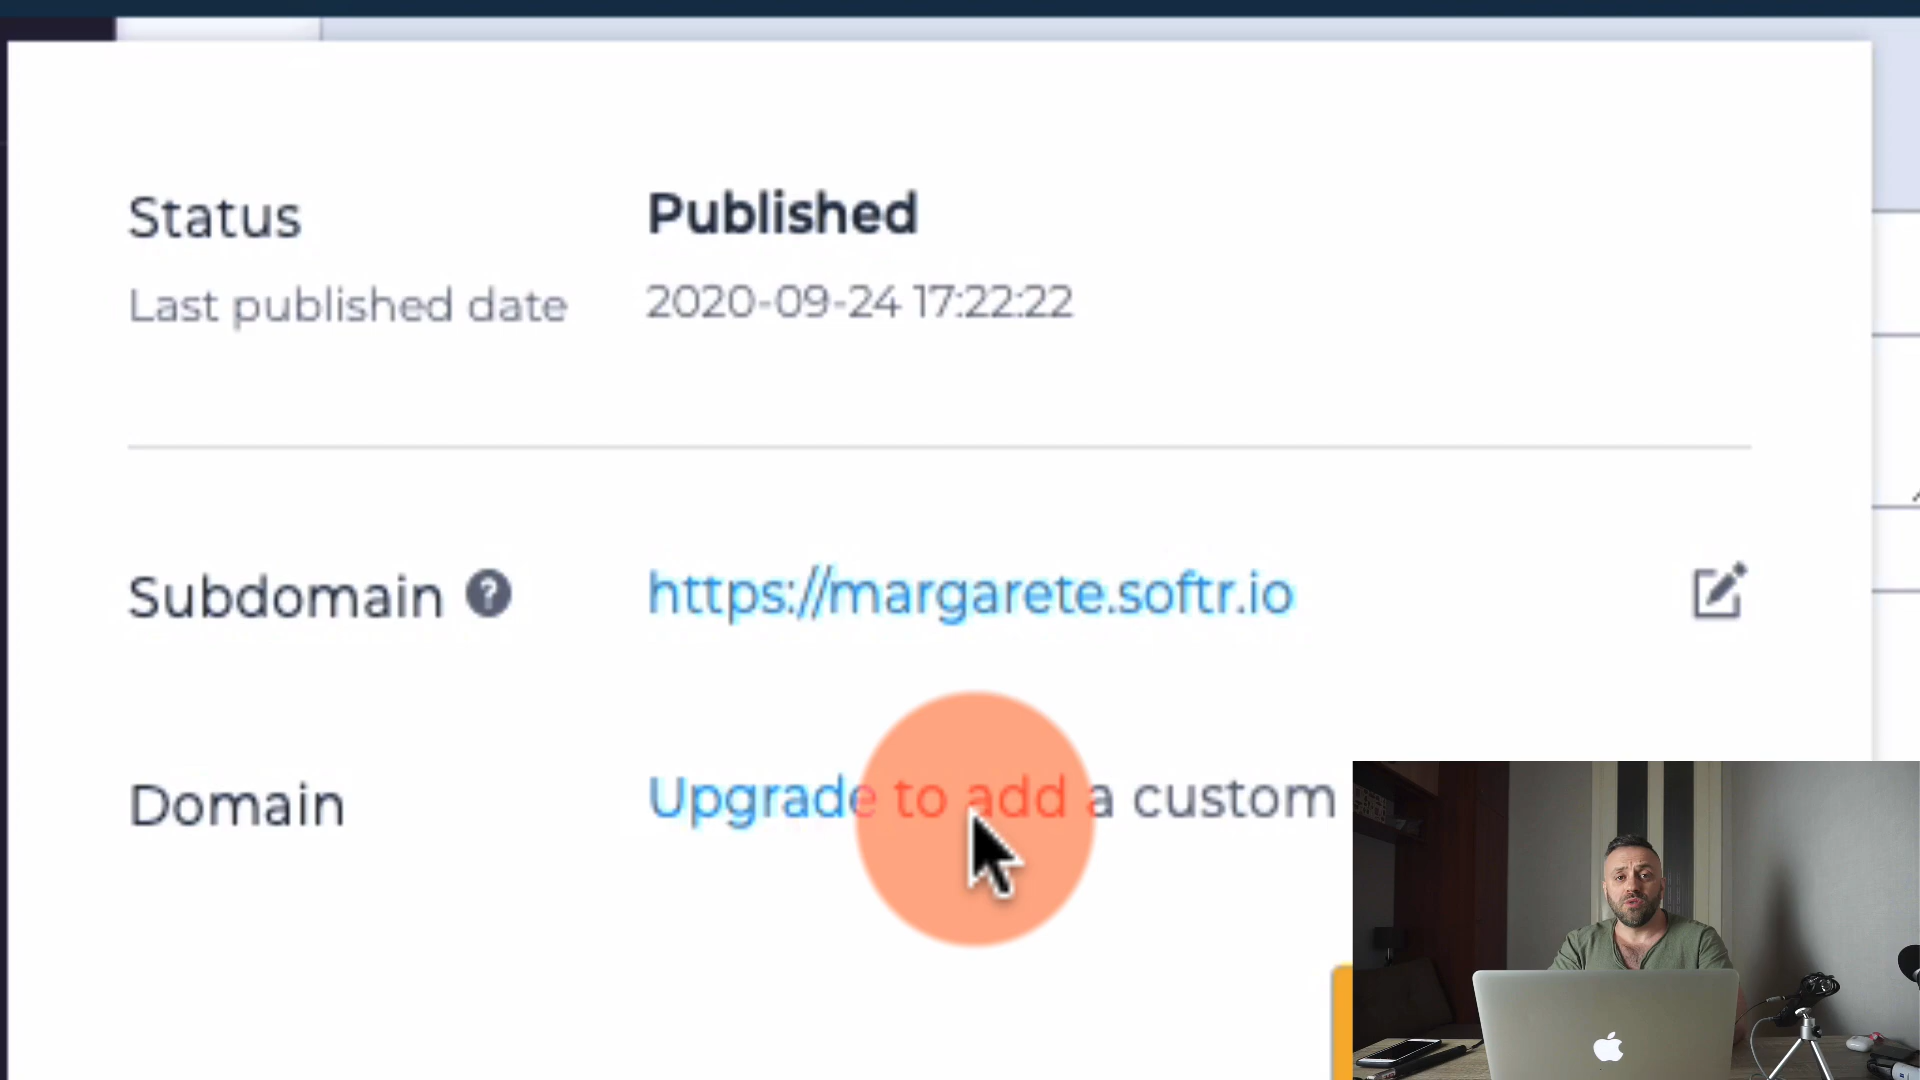 Status Published
Last published date 2020-09-24 17:22:22
Subdomain ? https://margarete.softr.io
Domain Upgrade to add a custom